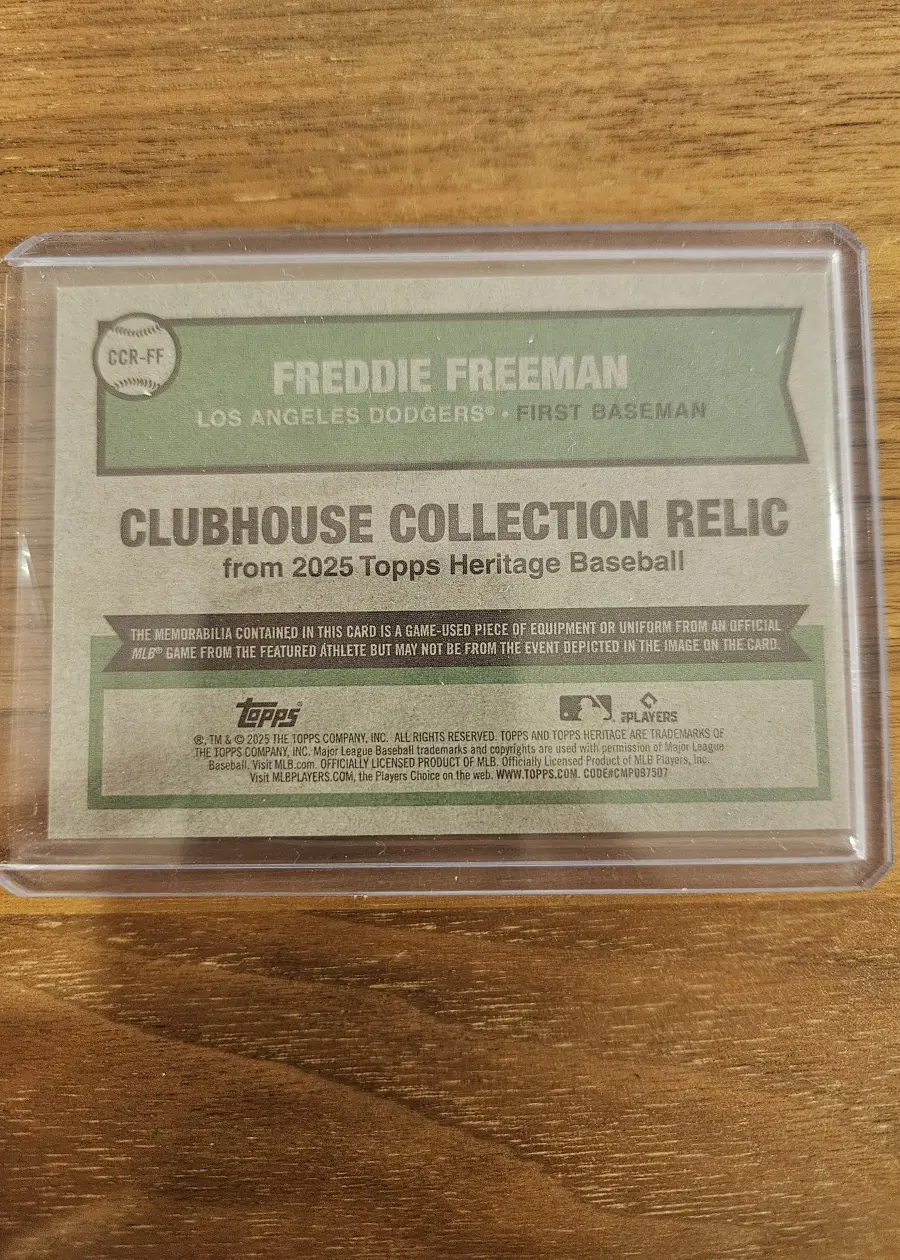 CCR-FF
FREDDIE FREEMAN
LOS ANGELES DODGERS® • FIRST BASEMAN
CLUBHOUSE COLLECTION RELIC
from 2025 Topps Heritage Baseball
THE MEMORABILIA CONTAINED IN THIS CARD IS A GAME-USED PIECE OF EQUIPMENT OR UNIFORM FROM AN OFFICIAL
MLB® GAME FROM THE FEATURED ATHLETE BUT MAY NOT BE FROM THE EVENT DEPICTED IN THE IMAGE ON THE CARD.
Topps®
MLB PLAYERS
®, TM & © 2025 THE TOPPS COMPANY, INC. ALL RIGHTS RESERVED. TOPPS AND TOPPS HERITAGE ARE TRADEMARKS OF
THE TOPPS COMPANY, INC. Major League Baseball trademarks and copyrights are used with permission of Major League
Baseball. Visit MLB.com. OFFICIALLY LICENSED PRODUCT OF MLB. Officially Licensed Product of MLB Players, Inc.
Visit MLBPLAYERS.COM, the Players Choice on the web. WWW.TOPPS.COM. CODE#CMP087507